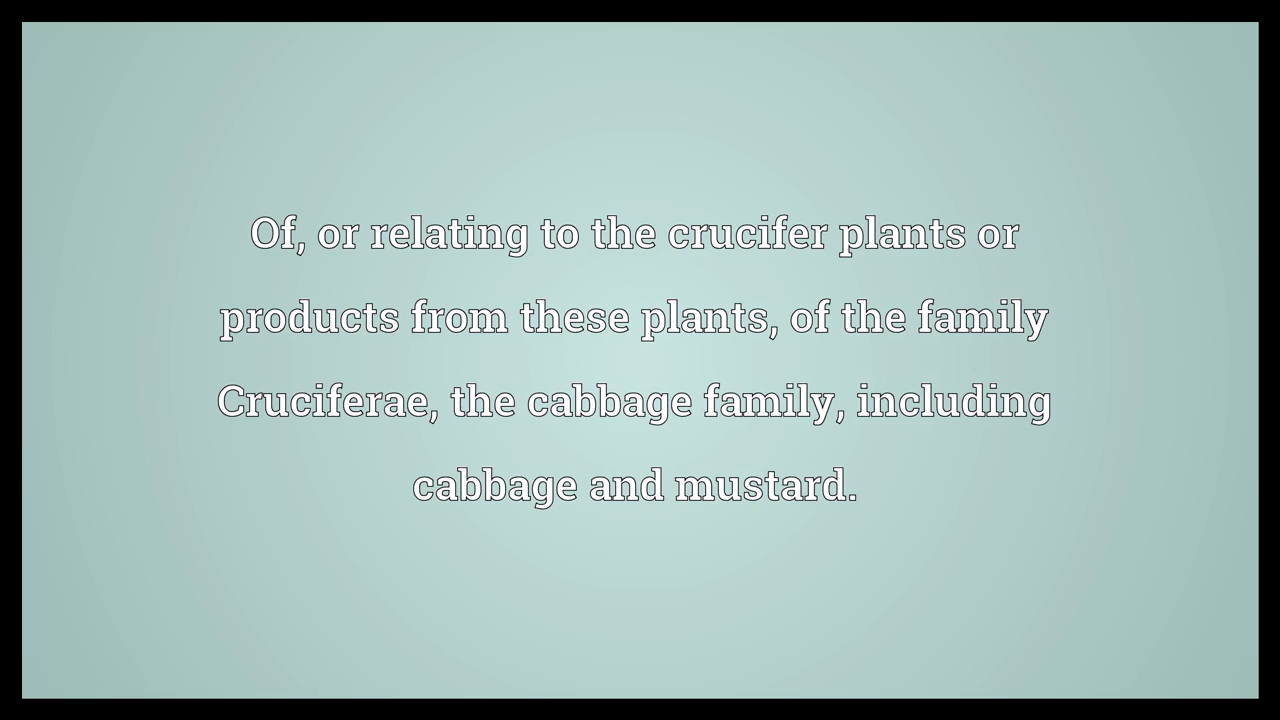 Of, or relating to the crucifer plants or
products from these plants, of the family
Cruciferae, the cabbage family, including
cabbage and mustard.